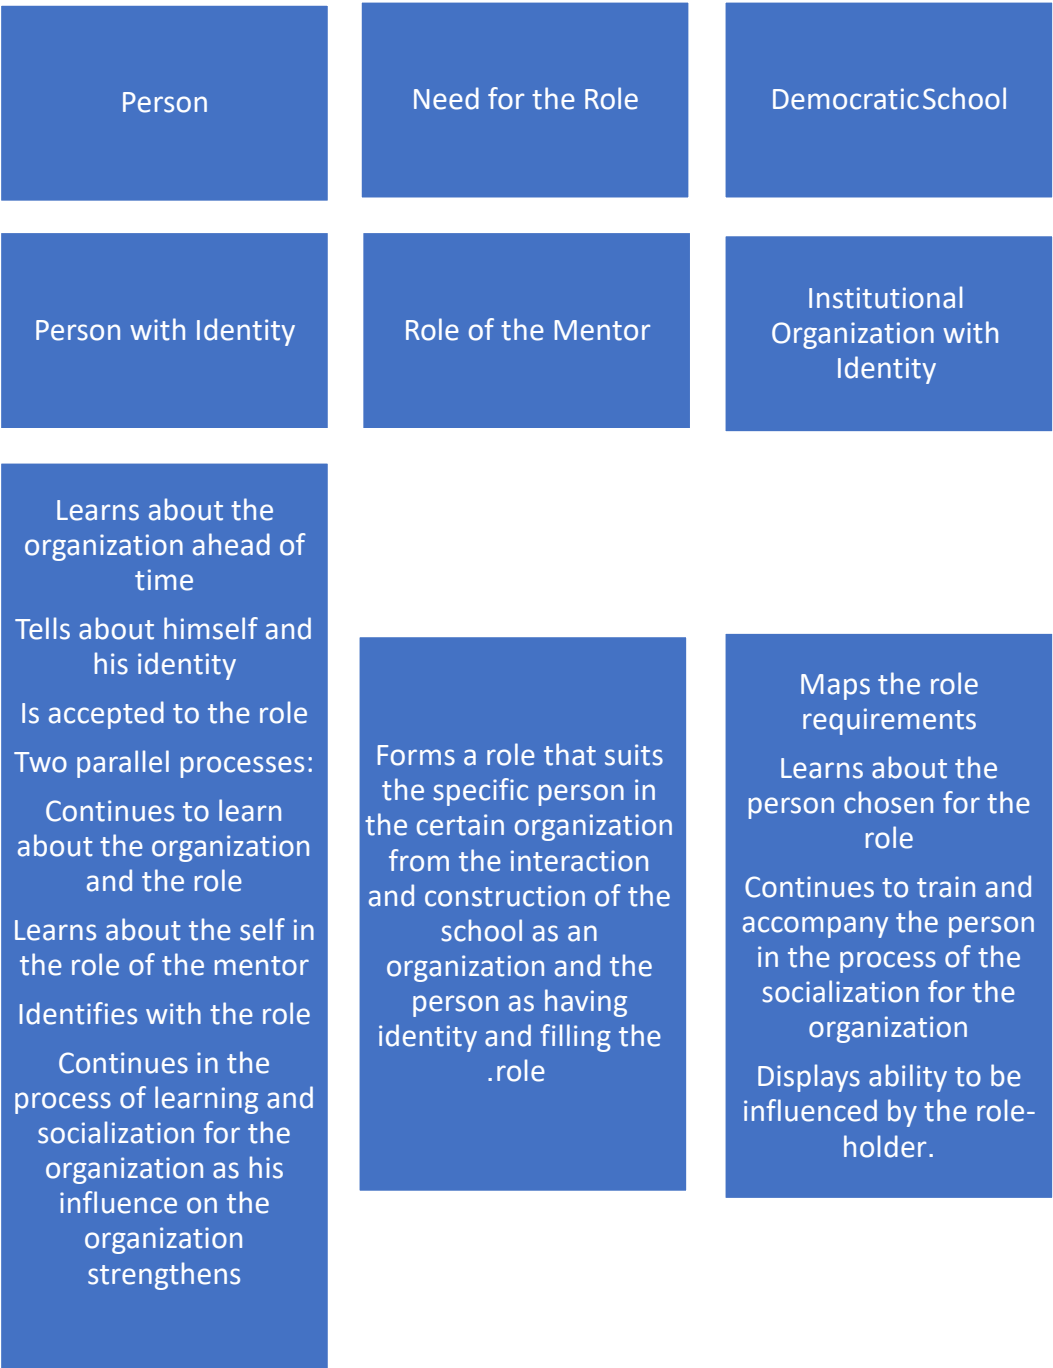 Person
Need for the Role
Democratic School
Person with Identity
Role of the Mentor
Institutional
Organization with
Identity
Learns about the
organization ahead of
time
Tells about himself and
his identity
Is accepted to the role
Two parallel processes:
Continues to learn
about the organization
and the role
Learns about the self in
the role of the mentor
Identifies with the role
Continues in the
process of learning and
socialization for the
organization as his
influence on the
organization
strengthens
Forms a role that suits
the specific person in
the certain organization
from the interaction
and construction of the
school as an
organization and the
person as having
identity and filling the
.role
Maps the role
requirements
Learns about the
person chosen for the
role
Continues to train and
accompany the person
in the process of the
socialization for the
organization
Displays ability to be
influenced by the role-
holder.